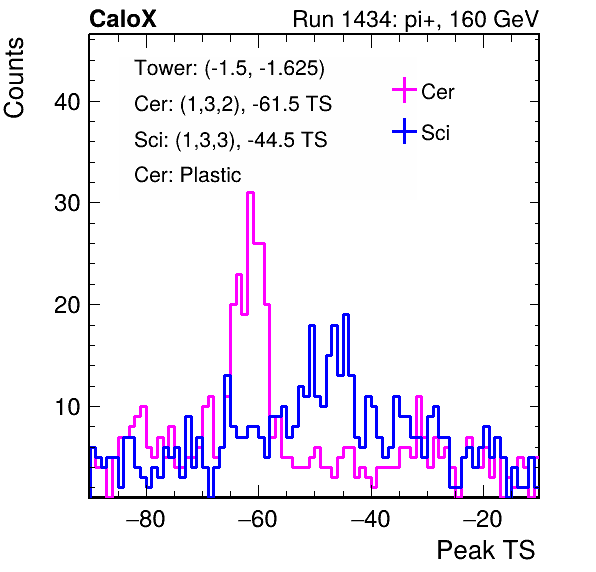 CaloX Run 1434: pi+, 160 GeV
Counts
Tower: (-1.5, -1.625)
Cer: (1,3,2), -61.5 TS
Sci: (1,3,3), -44.5 TS
Cer: Plastic
Cer
Sci
40
30
20
10
−80 −60 −40 −20
Peak TS